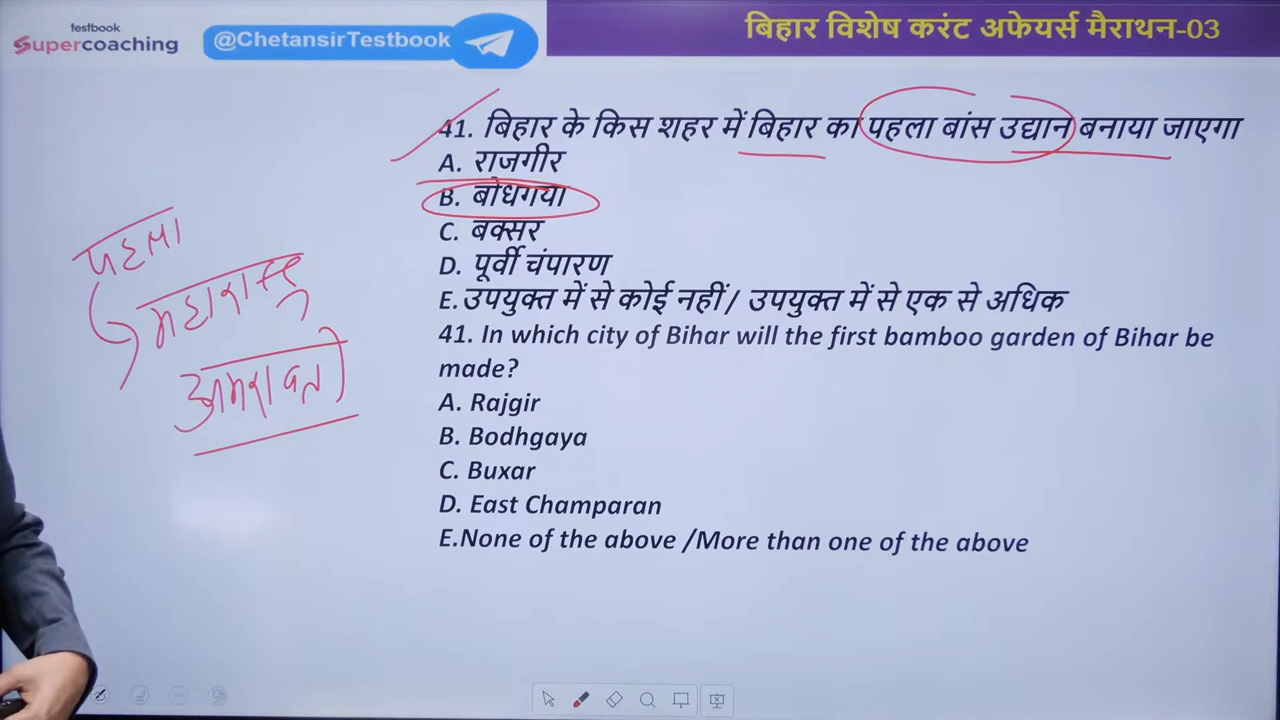 testbook
Supercoaching
@ChetansirTestbook
बिहार विशेष करंट अफेयर्स मैराथन-03
41. बिहार के किस शहर में बिहार का पहला बांस उद्यान बनाया जाएगा
A. राजगीर
B. बोधगया
C. बक्सर
D. पूर्वी चंपारण
E. उपयुक्त में से कोई नहीं/ उपयुक्त में से एक से अधिक
41. In which city of Bihar will the first bamboo garden of Bihar be
made?
A. Rajgir
B. Bodhgaya
C. Buxar
D. East Champaran
E.None of the above /More than one of the above
पहला
महाराष्ट्र
अमरावती